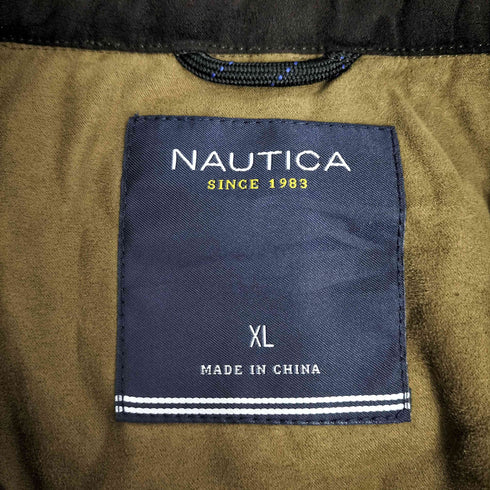 NAUTICA
SINCE 1983
XL
MADE IN CHINA